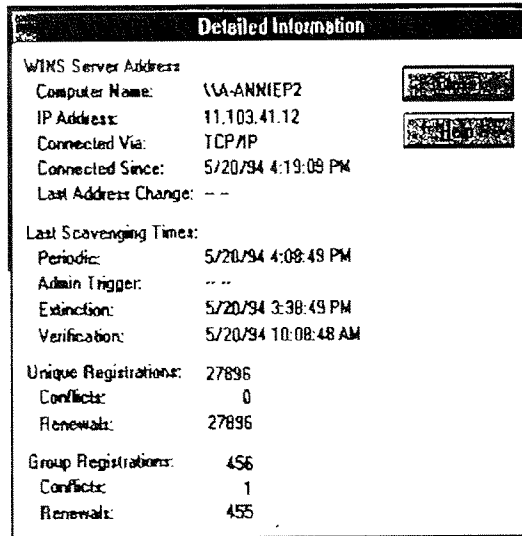 Detailed Information
WINS Server Address
Computer Name: \\A-ANNIEP2
IP Address: 11.103.41.12
Connected Via: TCP/IP
Connected Since: 5/20/94 4:19:09 PM
Last Address Change: -- --
Last Scavenging Times:
Periodic: 5/20/94 4:08:49 PM
Admin Trigger: -- --
Extinction: 5/20/94 3:38:49 PM
Verification: 5/20/94 10:08:48 AM
Unique Registrations: 27896
Conflicts: 0
Renewals: 27896
Group Registrations: 456
Conflicts: 1
Renewals: 455
Help